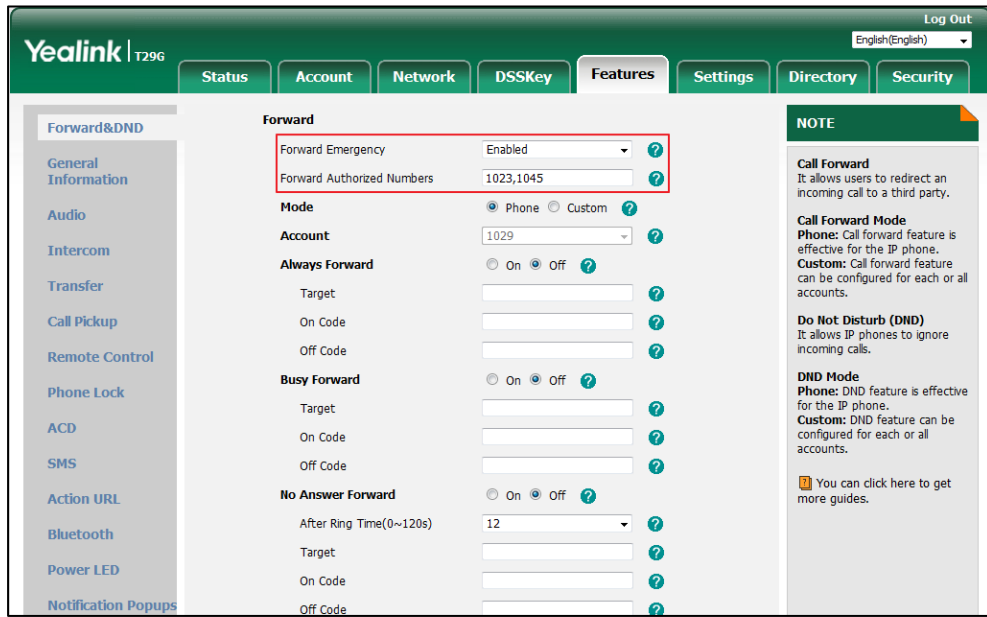 Log Out
Yealink T29G
English(English)
Status Account Network DSSKey Features Settings Directory Security
Forward&DND
General
Information
Audio
Intercom
Transfer
Call Pickup
Remote Control
Phone Lock
ACD
SMS
Action URL
Bluetooth
Power LED
Notification Popups
Forward
Forward Emergency Enabled ?
Forward Authorized Numbers 1023,1045 ?
Mode Phone Custom ?
Account 1029 ?
Always Forward On Off ?
Target ?
On Code ?
Off Code ?
Busy Forward On Off ?
Target ?
On Code ?
Off Code ?
No Answer Forward On Off ?
After Ring Time(0~120s) 12 ?
Target ?
On Code ?
Off Code ?
NOTE
Call Forward
It allows users to redirect an
incoming call to a third party.
Call Forward Mode
Phone: Call forward feature is
effective for the IP phone.
Custom: Call forward feature
can be configured for each or all
accounts.
Do Not Disturb (DND)
It allows IP phones to ignore
incoming calls.
DND Mode
Phone: DND feature is effective
for the IP phone.
Custom: DND feature can be
configured for each or all
accounts.
? You can click here to get
more guides.